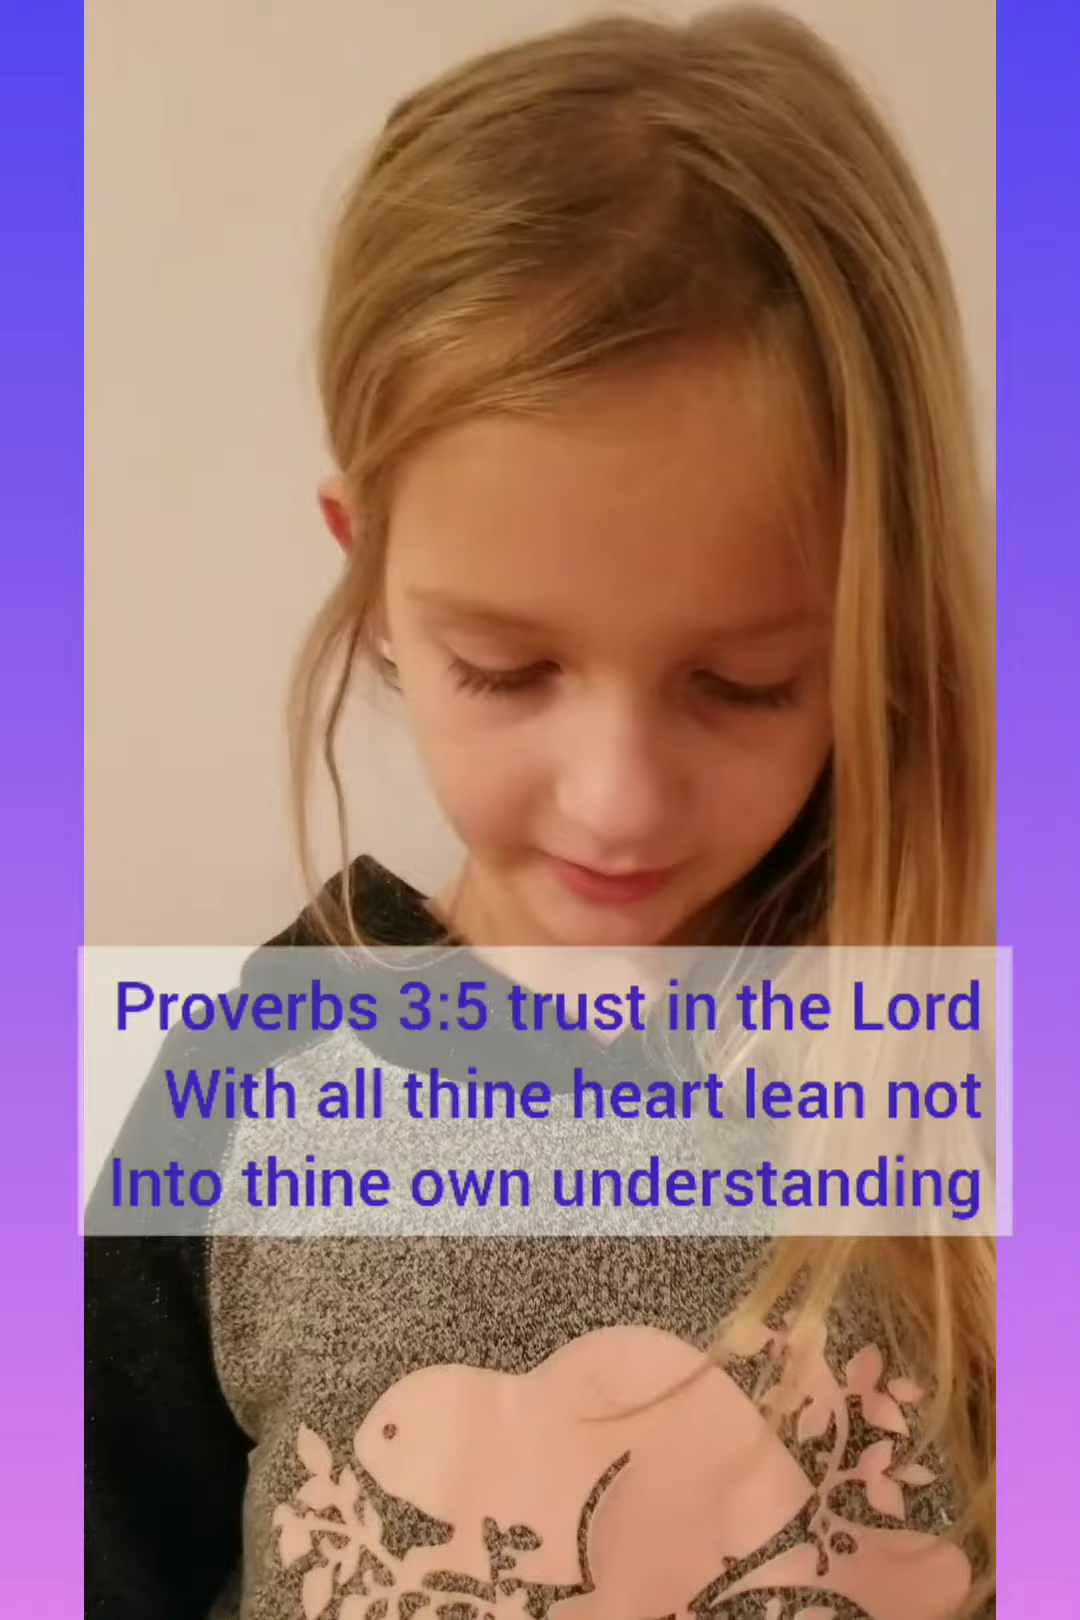 Proverbs 3:5 trust in the Lord
With all thine heart lean not
Into thine own understanding